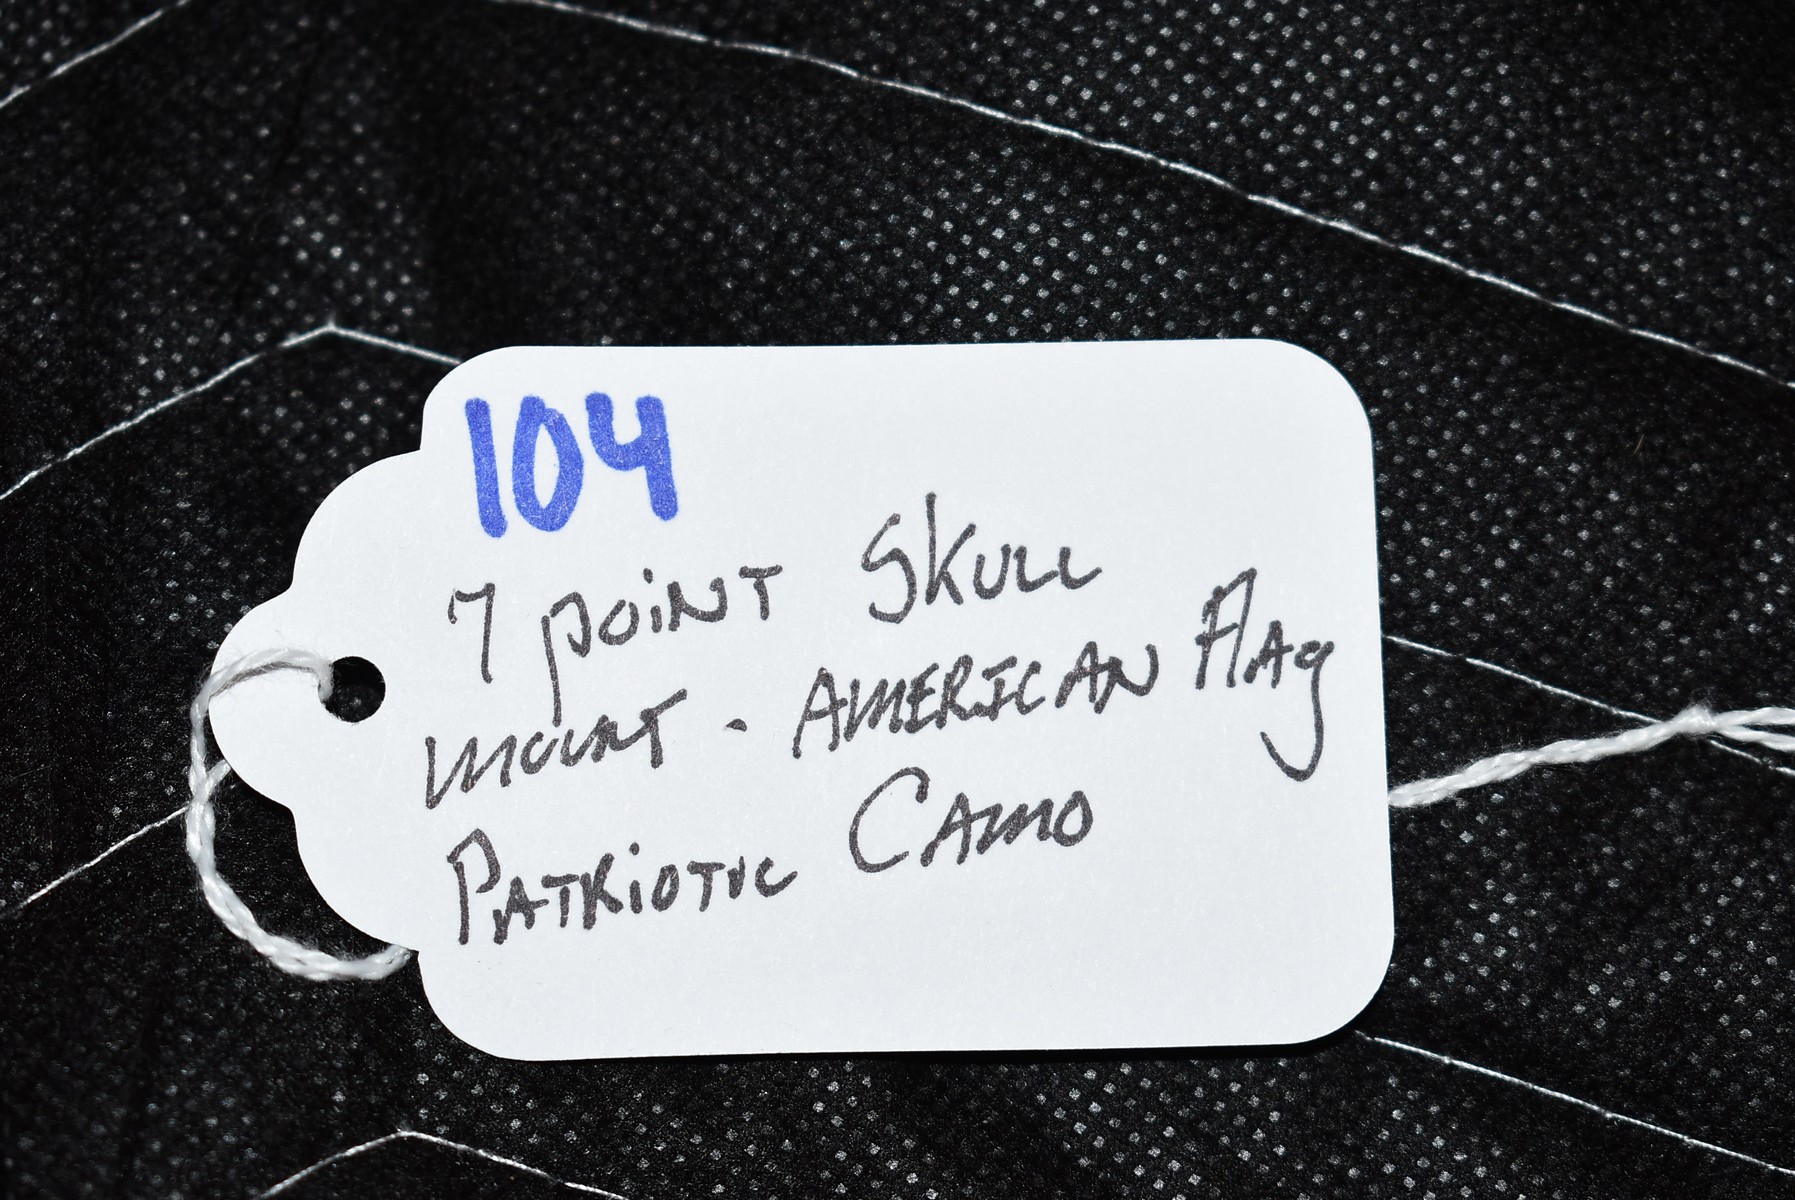 104
7 point Skull
mount - American Flag
Patriotic Camo